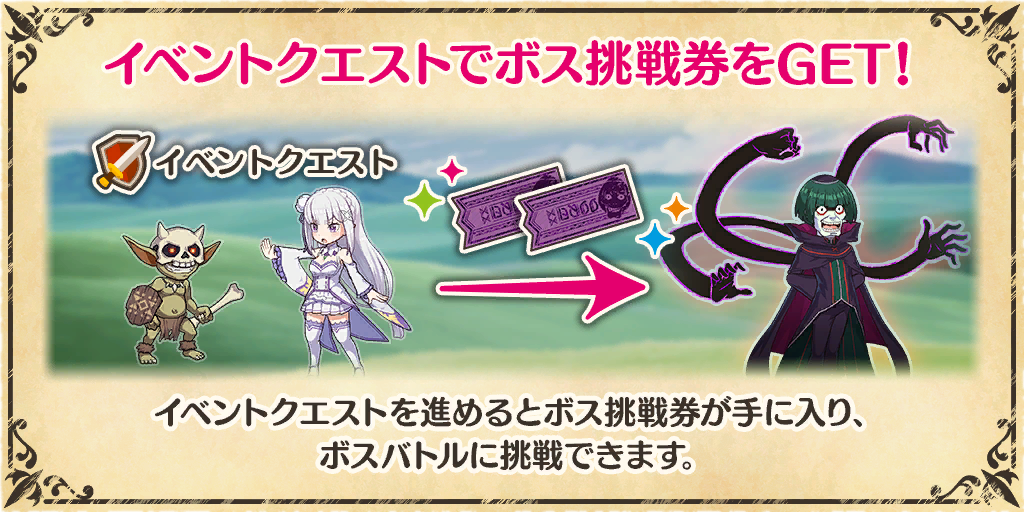 イベントクエストでボス挑戦券をGET!
イベントクエスト
BOSS
イベントクエストを進めるとボス挑戦券が手に入り、
ボスバトルに挑戦できます。